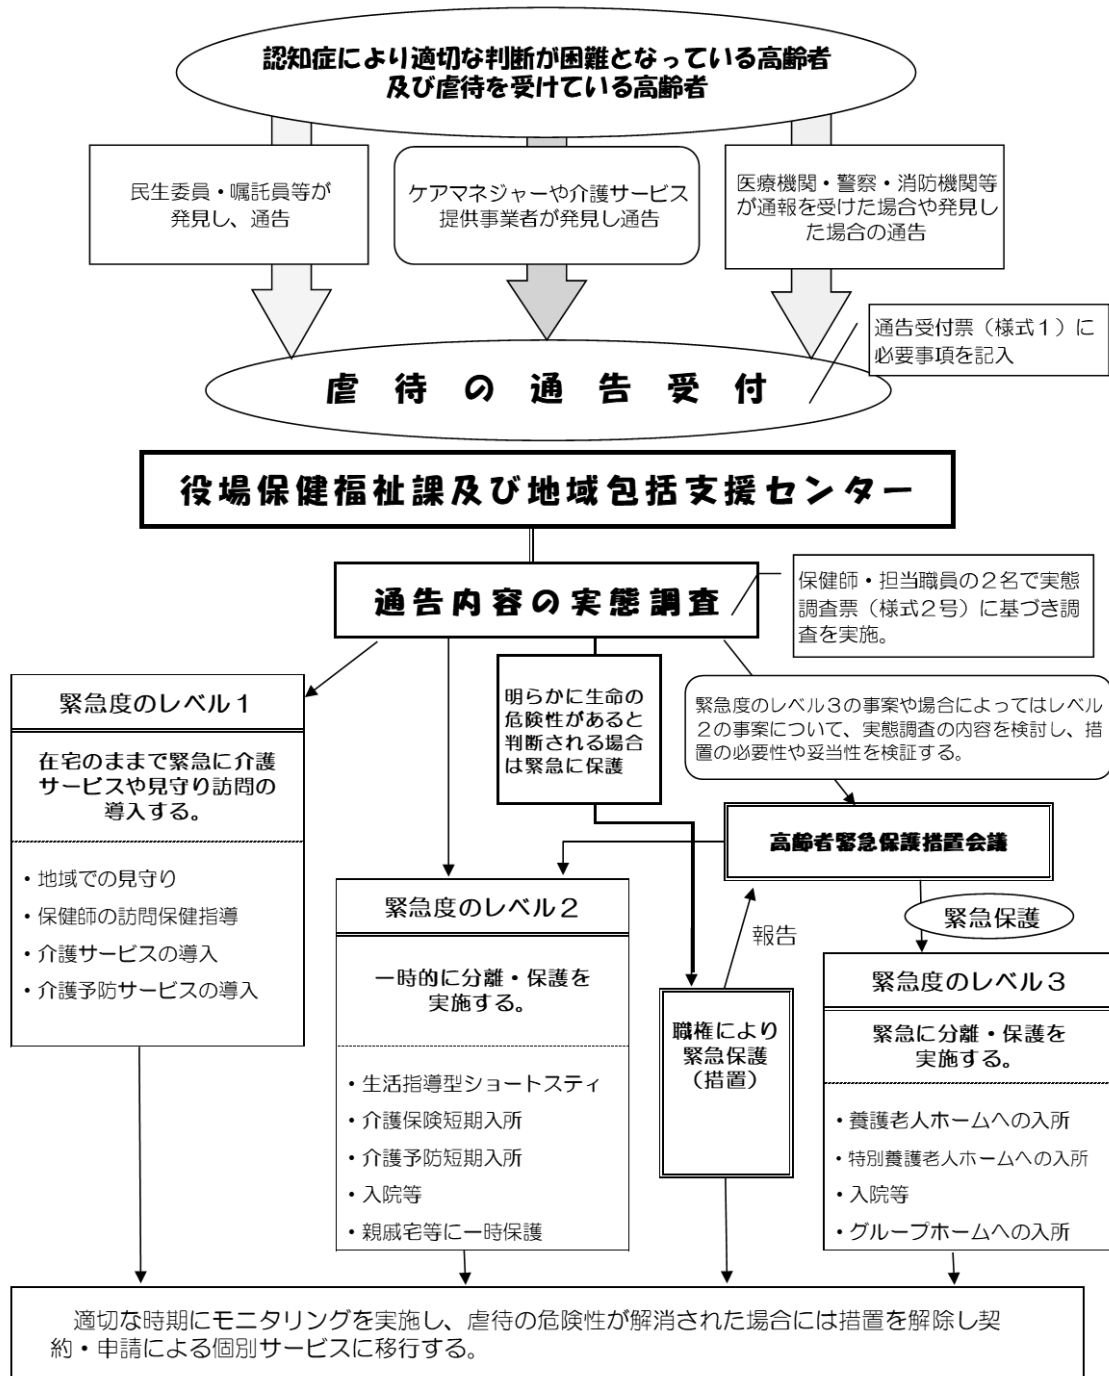 認知症により適切な判断が困難となっている高齢者
及び虐待を受けている高齢者
民生委員・嘱託員等が
発見し、通告
ケアマネジャーや介護サービス
提供事業者が発見し通告
医療機関・警察・消防機関等
が通報を受けた場合や発見し
た場合の通告
通告受付票（様式１）に
必要事項を記入
虐待の通告受付
役場保健福祉課及び地域包括支援センター
通告内容の実態調査
保健師・担当職員の２名で実態
調査票（様式２号）に基づき調
査を実施。
緊急度のレベル１
在宅のままで緊急に介護
サービスや見守り訪問の
導入する。
・地域での見守り
・保健師の訪問保健指導
・介護サービスの導入
・介護予防サービスの導入
明らかに生命の
危険性があると
判断される場合
は緊急に保護
緊急度のレベル３の事案や場合によってはレベル
２の事案について、実態調査の内容を検討し、措
置の必要性や妥当性を検証する。
高齢者緊急保護措置会議
緊急保護
報告
緊急度のレベル２
一時的に分離・保護を
実施する。
・生活指導型ショートスティ
・介護保険短期入所
・介護予防短期入所
・入院等
・親戚宅等に一時保護
職権により
緊急保護
（措置）
緊急度のレベル３
緊急に分離・保護を
実施する。
・養護老人ホームへの入所
・特別養護老人ホームへの入所
・入院等
・グループホームへの入所
適切な時期にモニタリングを実施し、虐待の危険性が解消された場合には措置を解除し契
約・申請による個別サービスに移行する。